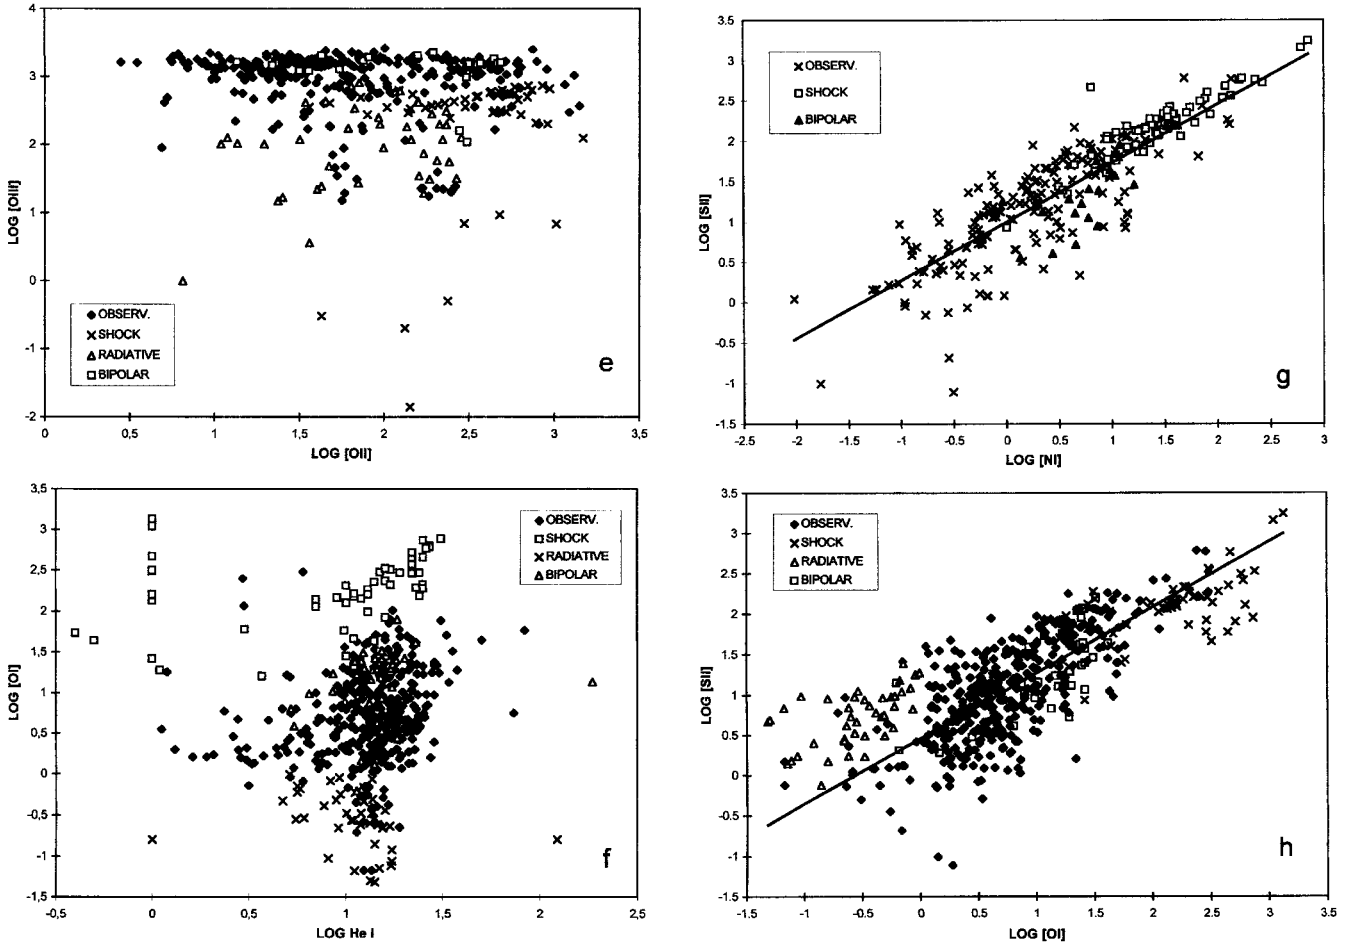 4
3
2
1
0
-1
-2
LOG [OIII]
OBSERV.
SHOCK
RADIATIVE
BIPOLAR
e
0
0,5
1
1,5
2
2,5
3
3,5
LOG [OII]
3.5
3
2.5
2
1.5
1
0.5
0
-0.5
-1
-1.5
LOG [SII]
OBSERV.
SHOCK
BIPOLAR
g
-2.5
-2
-1.5
-1
-0.5
0
0.5
1
1.5
2
2.5
3
LOG [NI]
3,5
3
2,5
2
1,5
1
0,5
0
-0,5
-1
-1,5
LOG [OI]
OBSERV.
SHOCK
RADIATIVE
BIPOLAR
f
-0,5
0
0,5
1
1,5
2
2,5
LOG He I
3.5
3
2.5
2
1.5
1
0.5
0
-0.5
-1
-1.5
LOG [SII]
OBSERV.
SHOCK
RADIATIVE
BIPOLAR
h
-1.5
-1
-0.5
0
0.5
1
1.5
2
2.5
3
3.5
LOG [OI]